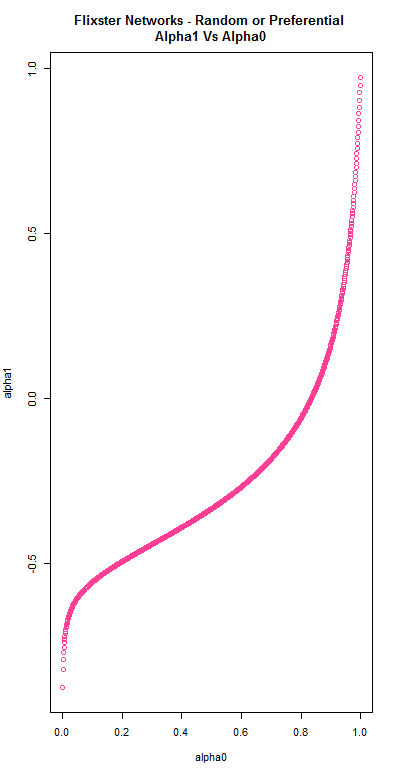 Flixster Networks - Random or Preferential
Alpha1 Vs Alpha0
1.0
0.5
0.0
-0.5
alpha1
0.0 0.2 0.4 0.6 0.8 1.0
alpha0